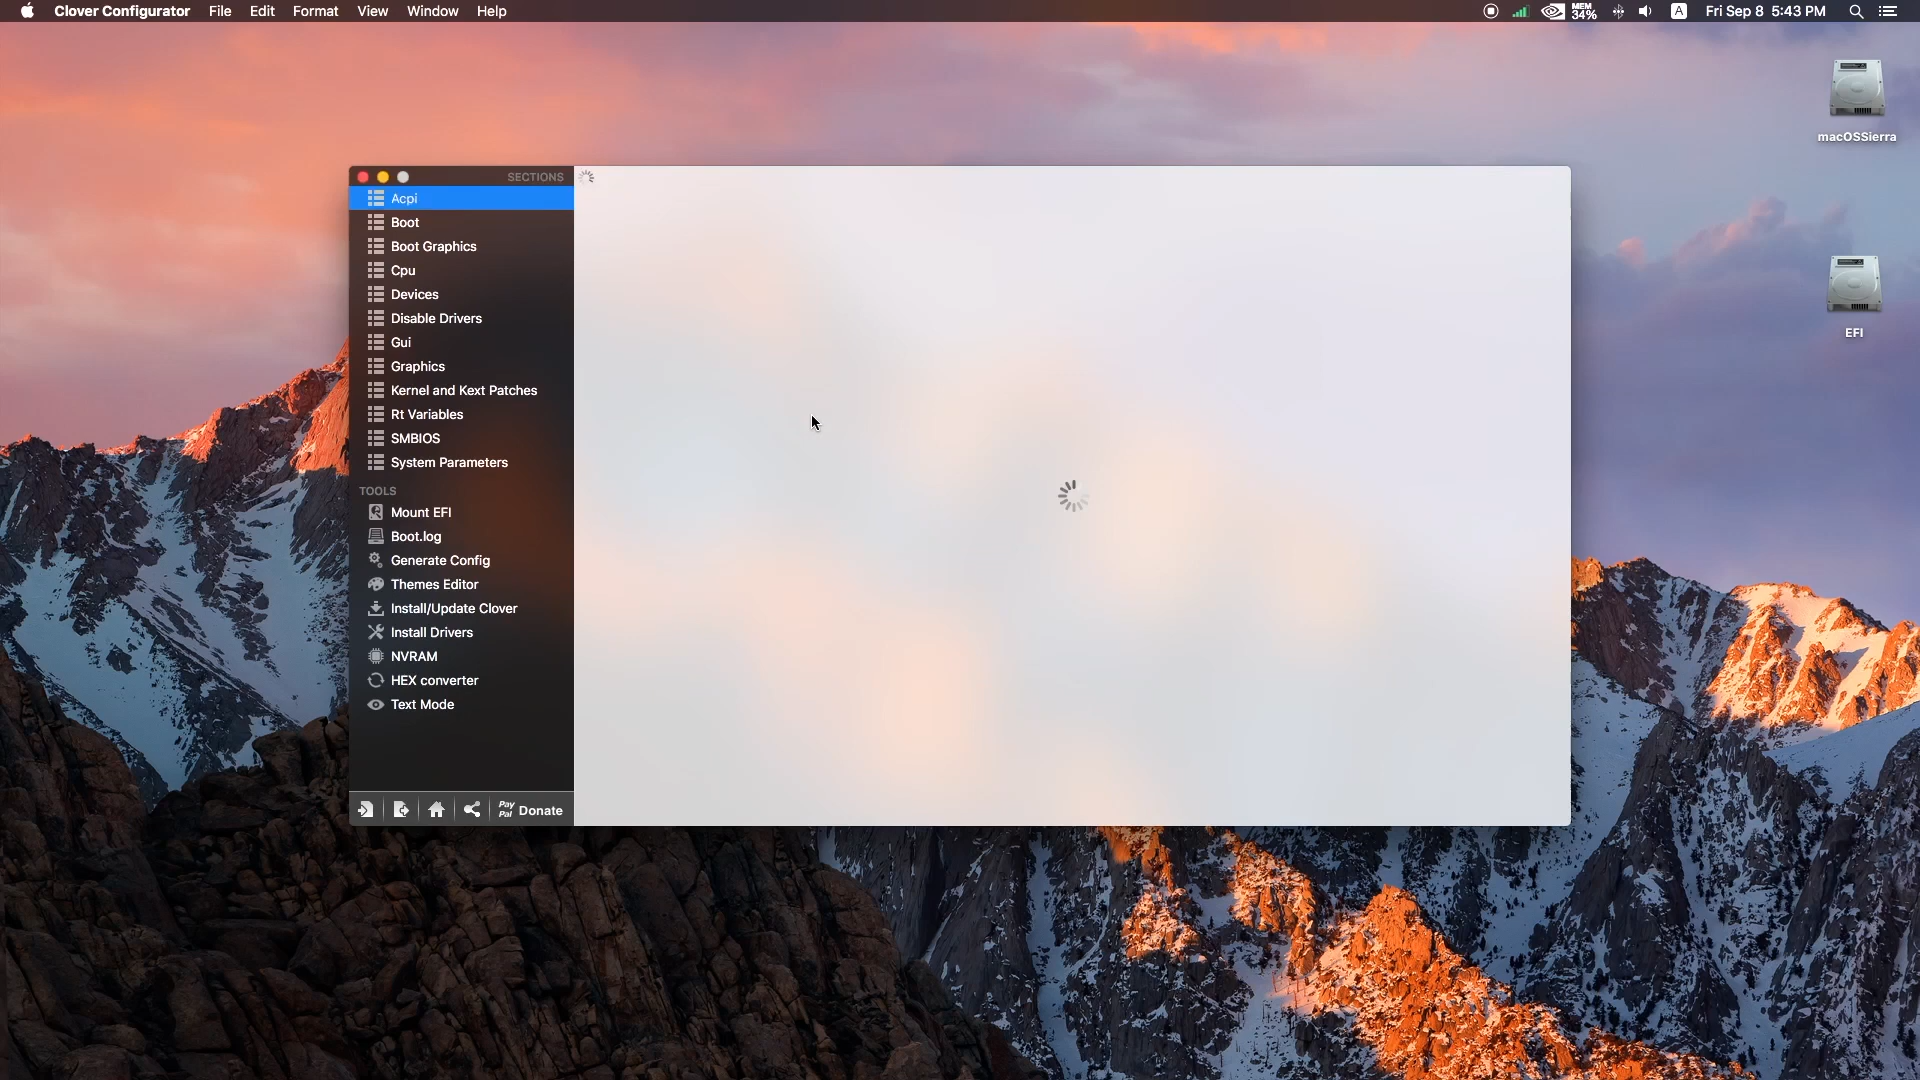 Clover Configurator File Edit Format View Window Help
MEM 34% A Fri Sep 8 5:43 PM
macOSSierra
EFI
SECTIONS
Acpi
Boot
Boot Graphics
Cpu
Devices
Disable Drivers
Gui
Graphics
Kernel and Kext Patches
Rt Variables
SMBIOS
System Parameters
TOOLS
Mount EFI
Boot.log
Generate Config
Themes Editor
Install/Update Clover
Install Drivers
NVRAM
HEX converter
Text Mode
Pay Pal Donate